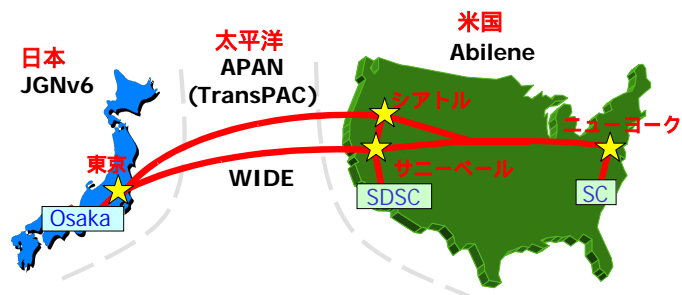 日本
JGNv6
太平洋
APAN
(TransPAC)
米国
Abilene
シアトル
ニューヨーク
東京
サニーベール
WIDE
Osaka
SDSC
SC